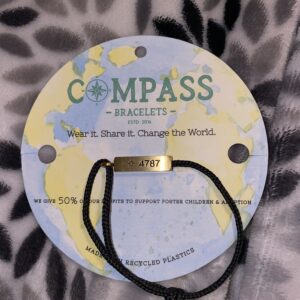 COMPASS
- BRACELETS -
ESTD 2016
Wear it. Share it. Change the World.
4787
WE GIVE 50% OF OUR PROFITS TO SUPPORT FOSTER CHILDREN & ADOPTION
MADE FROM RECYCLED PLASTICS